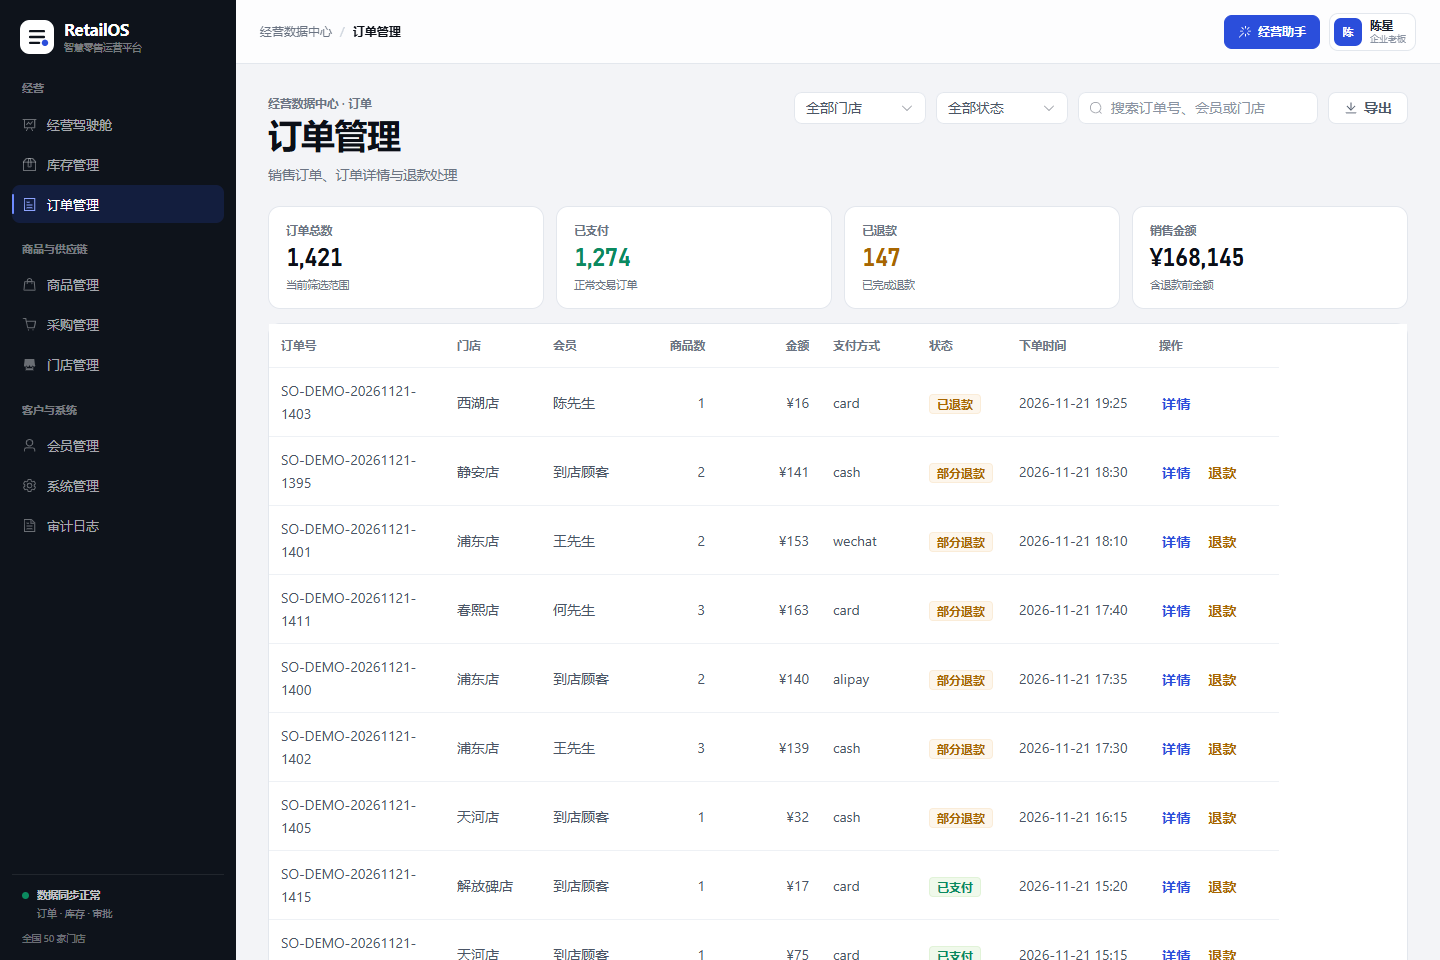 RetailOS
智慧零售运营平台
经营
经营驾驶舱
库存管理
订单管理
商品与供应链
商品管理
采购管理
门店管理
客户与系统
会员管理
系统管理
审计日志
数据同步正常
订单 · 库存 · 审批
全国 50 家门店
经营数据中心 / 订单管理
经营助手
陈
陈星
企业老板
经营数据中心 · 订单
订单管理
销售订单、订单详情与退款处理
全部门店
全部状态
搜索订单号、会员或门店
导出
订单总数
1,421
当前筛选范围
已支付
1,274
正常交易订单
已退款
147
已完成退款
销售金额
¥168,145
含退款前金额
订单号 门店 会员 商品数 金额 支付方式 状态 下单时间 操作
SO-DEMO-20261121-
1403 西湖店 陈先生 1 ¥16 card 已退款 2026-11-21 19:25 详情
SO-DEMO-20261121-
1395 静安店 到店顾客 2 ¥141 cash 部分退款 2026-11-21 18:30 详情 退款
SO-DEMO-20261121-
1401 浦东店 王先生 2 ¥153 wechat 部分退款 2026-11-21 18:10 详情 退款
SO-DEMO-20261121-
1411 春熙店 何先生 3 ¥163 card 部分退款 2026-11-21 17:40 详情 退款
SO-DEMO-20261121-
1400 浦东店 到店顾客 2 ¥140 alipay 部分退款 2026-11-21 17:35 详情 退款
SO-DEMO-20261121-
1402 浦东店 王先生 3 ¥139 cash 部分退款 2026-11-21 17:30 详情 退款
SO-DEMO-20261121-
1405 天河店 到店顾客 1 ¥32 cash 部分退款 2026-11-21 16:15 详情 退款
SO-DEMO-20261121-
1415 解放碑店 到店顾客 1 ¥17 card 已支付 2026-11-21 15:20 详情 退款
SO-DEMO-20261121-
天河店 到店顾客 1 ¥75 card 已支付 2026-11-21 15:15 详情 退款